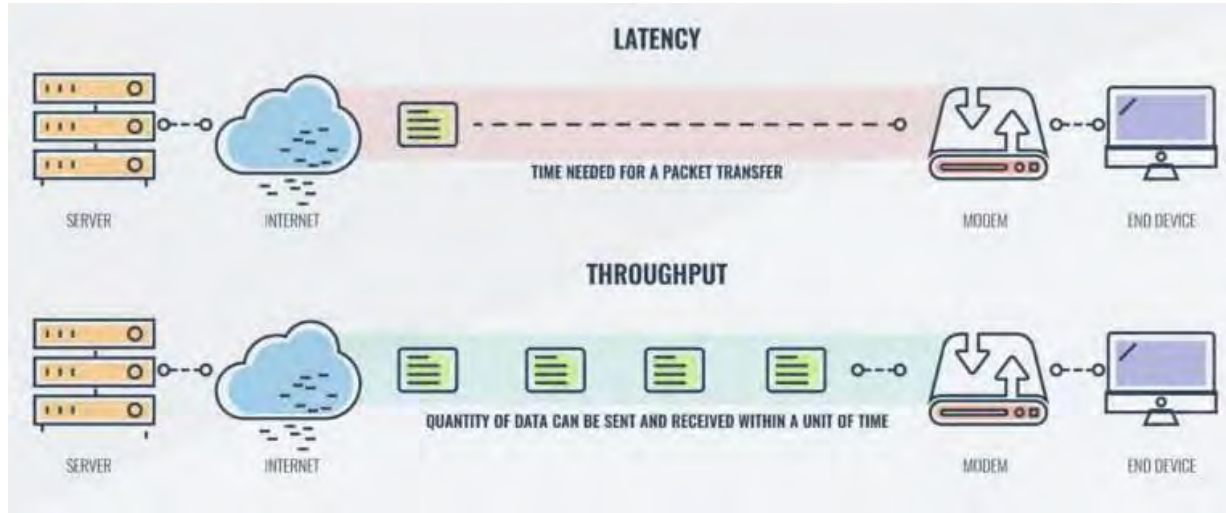 LATENCY
TIME NEEDED FOR A PACKET TRANSFER
SERVER
INTERNET
MODEM
END DEVICE
THROUGHPUT
QUANTITY OF DATA CAN BE SENT AND RECEIVED WITHIN A UNIT OF TIME
SERVER
INTERNET
MODEM
END DEVICE